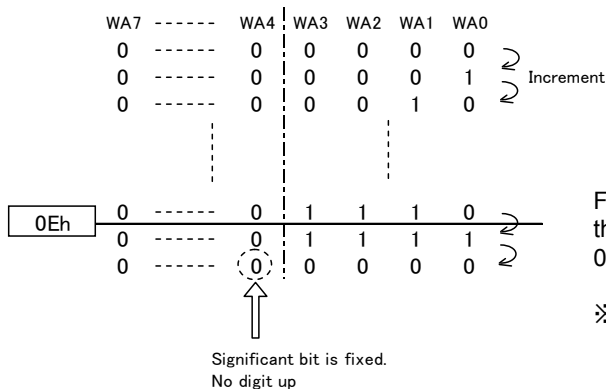 WA7 ------ WA4 WA3 WA2 WA1 WA0
0 ------ 0 0 0 0 0
0 ------ 0 0 0 0 1
Increment
0 ------ 0 0 0 1 0
0Eh
0 ------ 0 1 1 1 0
0 ------ 0 1 1 1 1
0 ------ 0 0 0 0 0
Significant bit is fixed.
No digit up
F
th
0
※